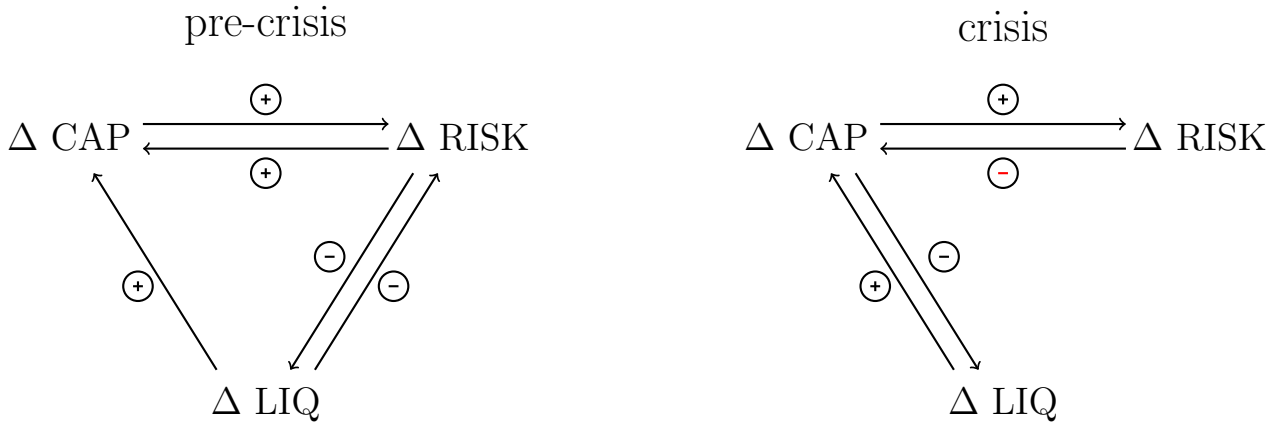 pre-crisis
crisis
+
+
Δ CAP
Δ RISK
Δ CAP
Δ RISK
+
−
−
−
+
−
+
−
Δ LIQ
Δ LIQ